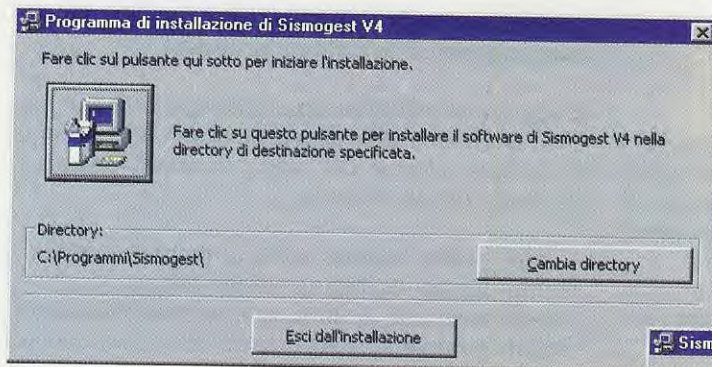 Programma di installazione di Sismogest V4
Fare clic sul pulsante qui sotto per iniziare l'installazione.
Fare clic su questo pulsante per installare il software di Sismogest V4 nella
directory di destinazione specificata.
Directory:
C:\Programmi\Sismogest\
Cambia directory
Esci dall'installazione